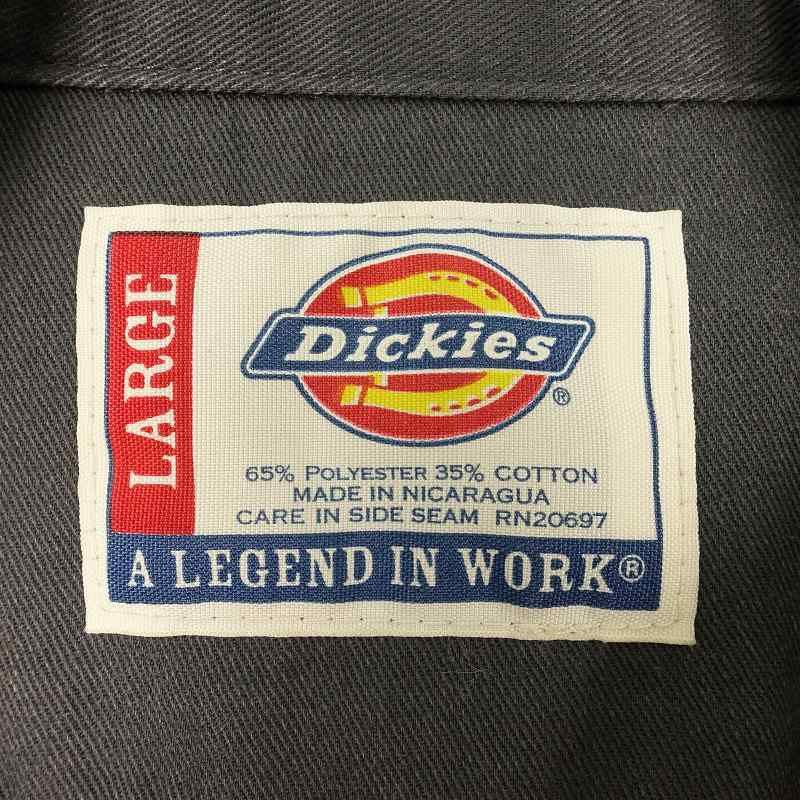 LARGE
Dickies®
65% POLYESTER 35% COTTON
MADE IN NICARAGUA
CARE IN SIDE SEAM RN20697
A LEGEND IN WORK®